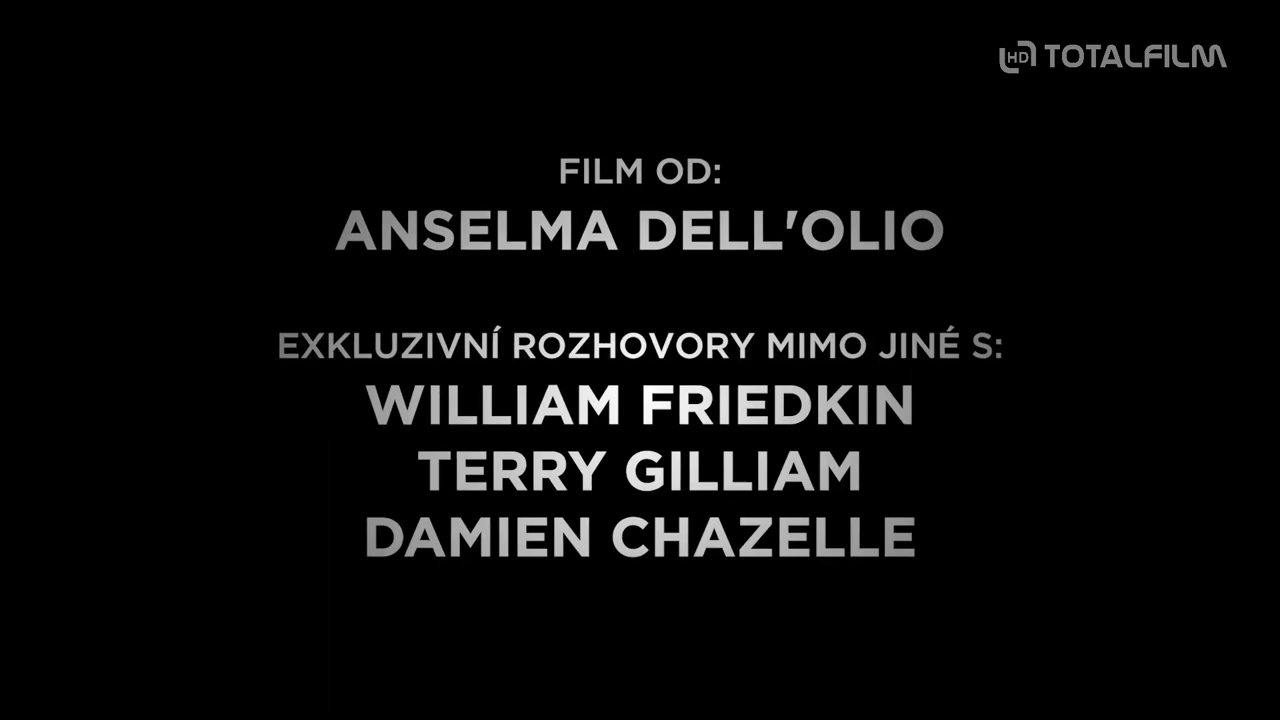 HD TOTALFILM
FILM OD:
ANSELMA DELL'OLIO
EXKLUZIVNÍ ROZHOVORY MIMO JINÉ S:
WILLIAM FRIEDKIN
TERRY GILLIAM
DAMIEN CHAZELLE